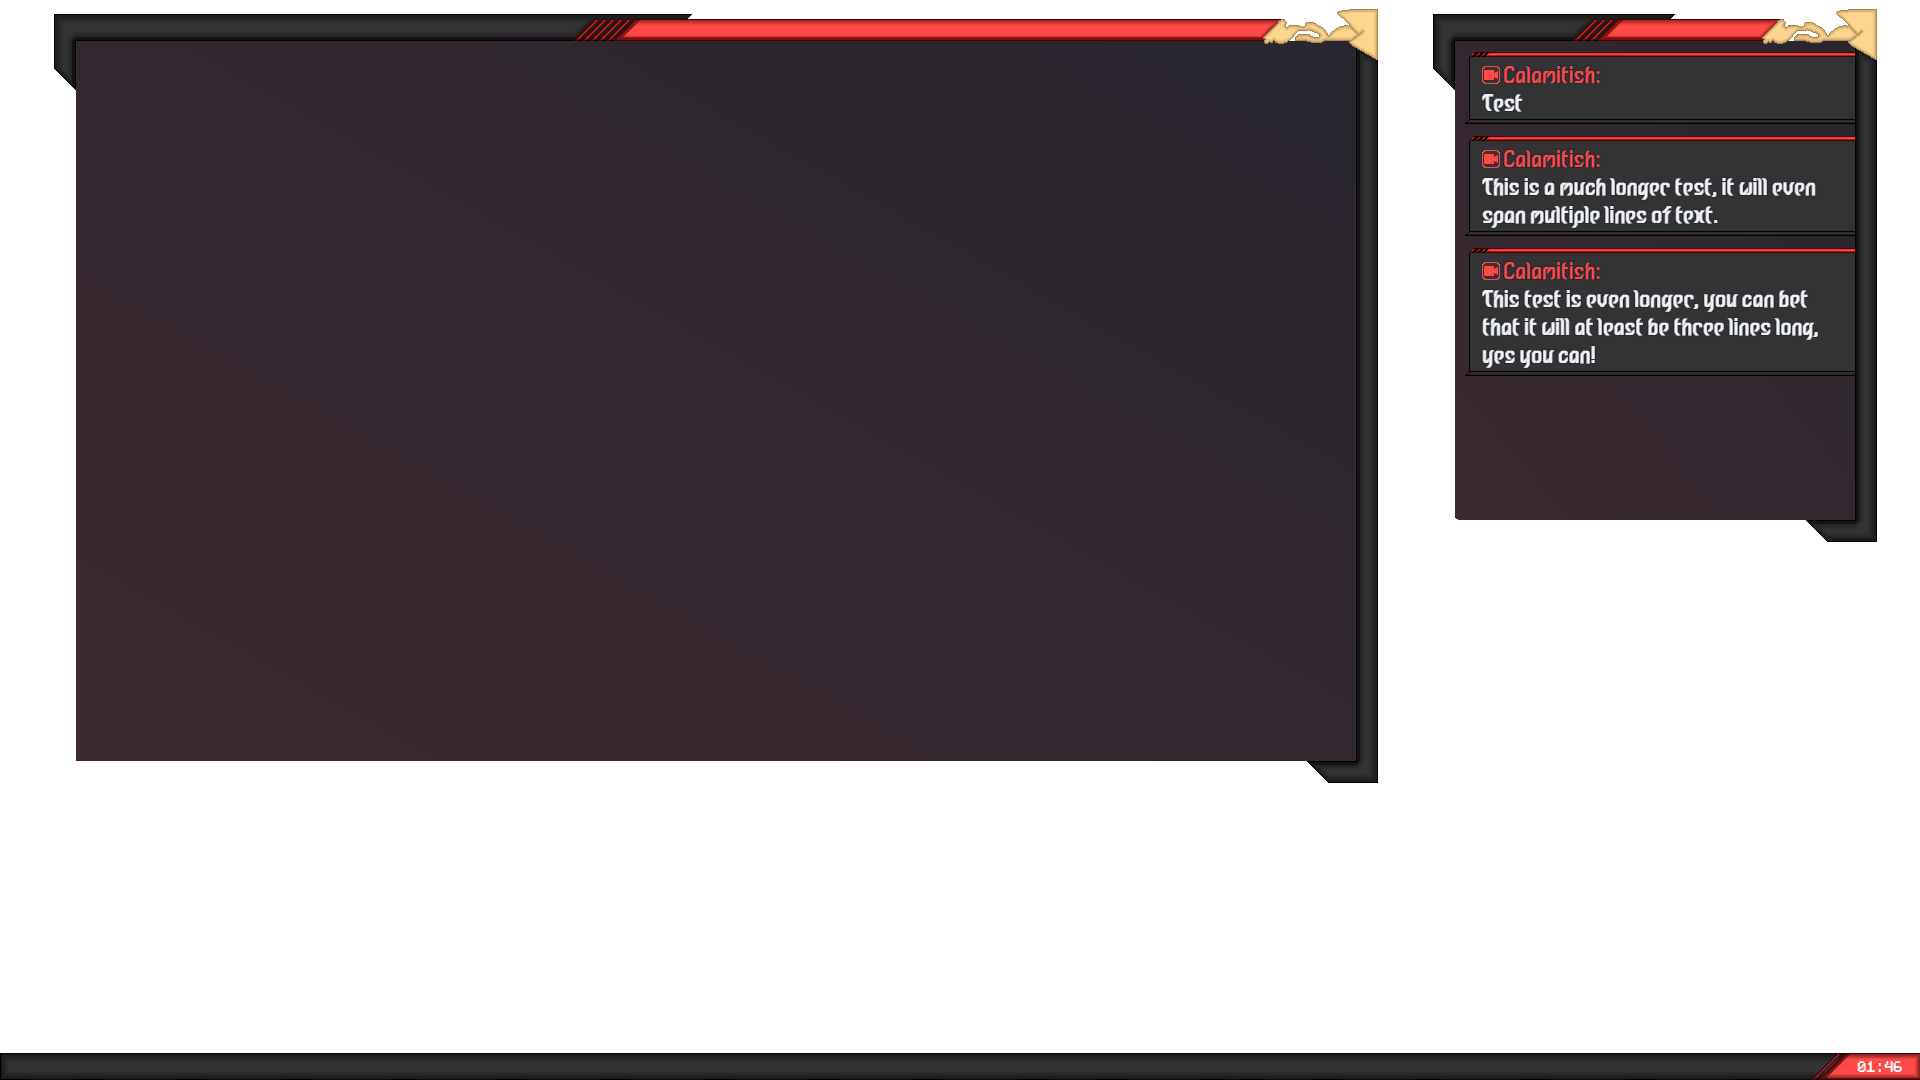 Calamitish:
Test
Calamitish:
This is a much longer test, it will even
span multiple lines of text.
Calamitish:
This test is even longer, you can bet
that it will at least be three lines long,
yes you can!
01:46